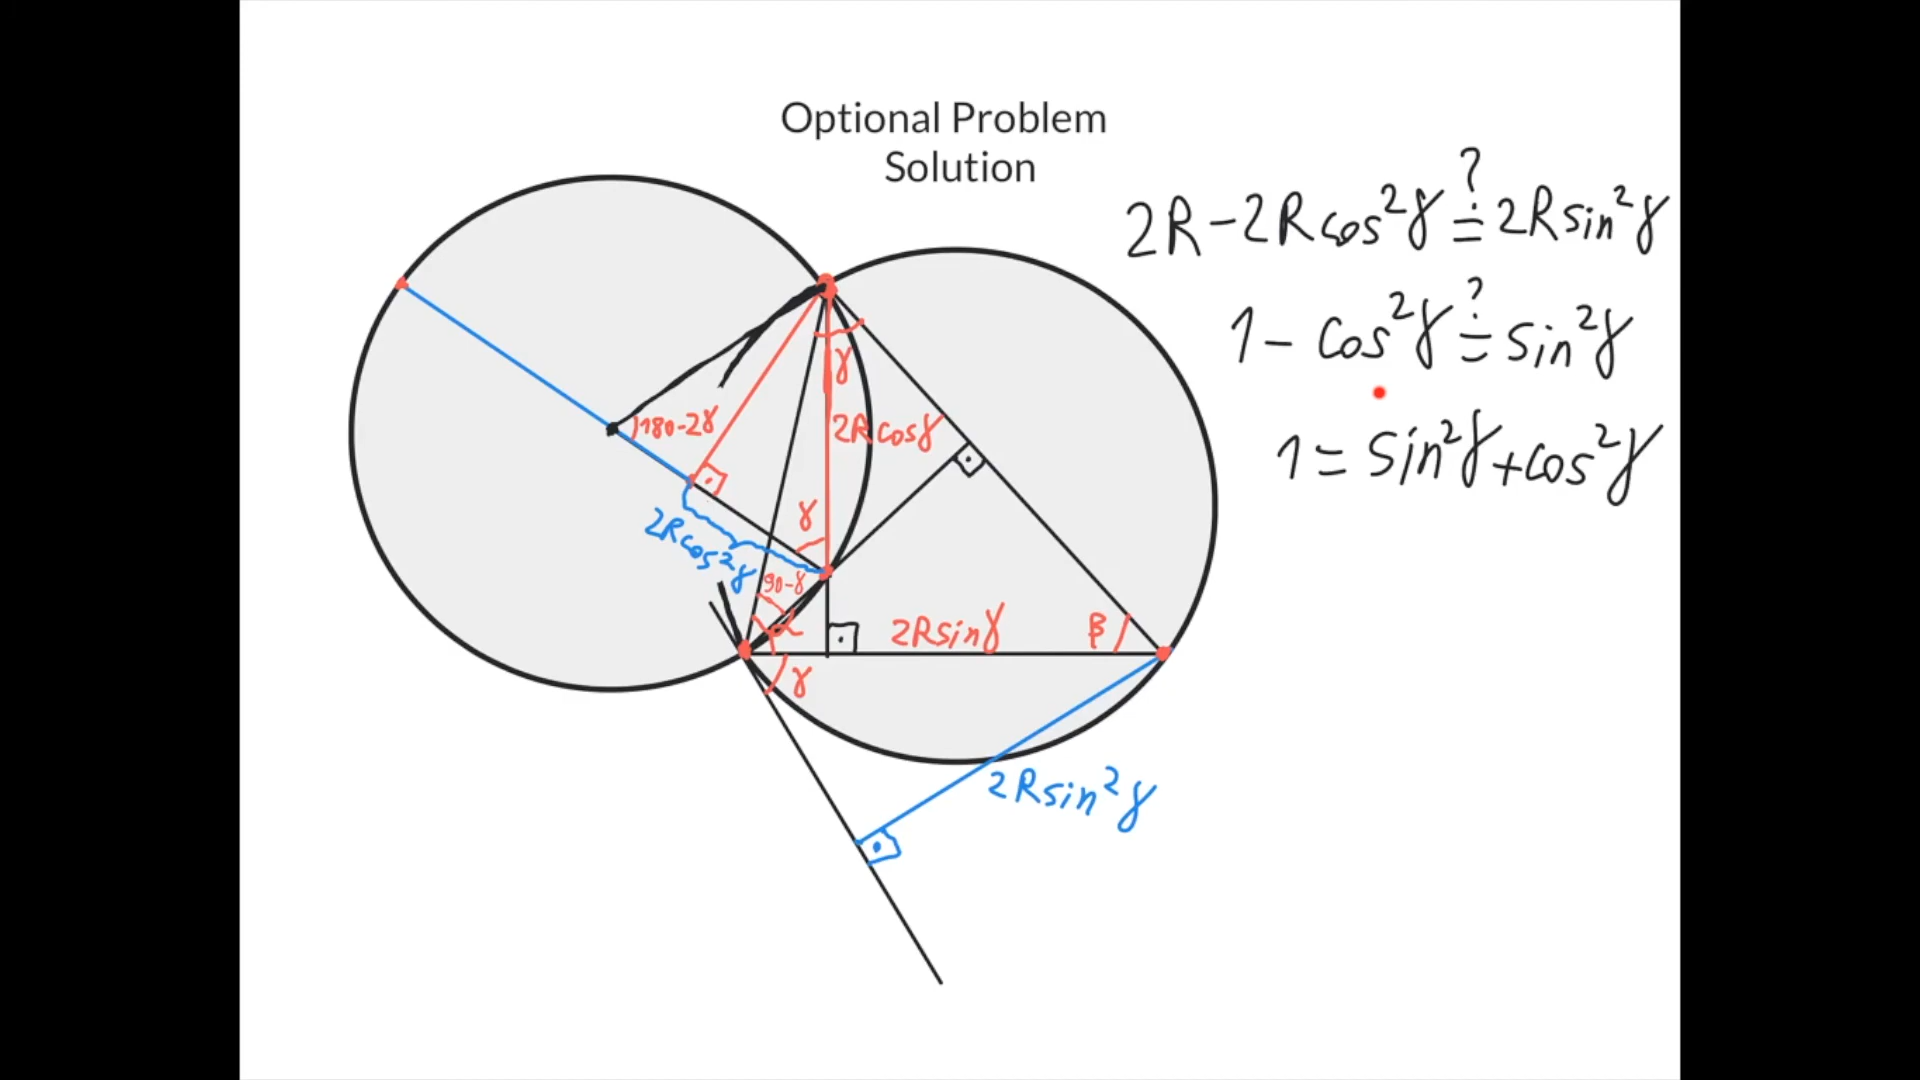 Optional Problem
Solution
2R-2Rcos²γ ≟ 2Rsin²γ
1 - cos²γ ≟ sin²γ
1 = sin²γ+cos²γ
γ
180-2γ
2Rcosγ
γ
2Rcos²γ
90-γ
α
2Rsinγ
β
γ
2Rsin²γ